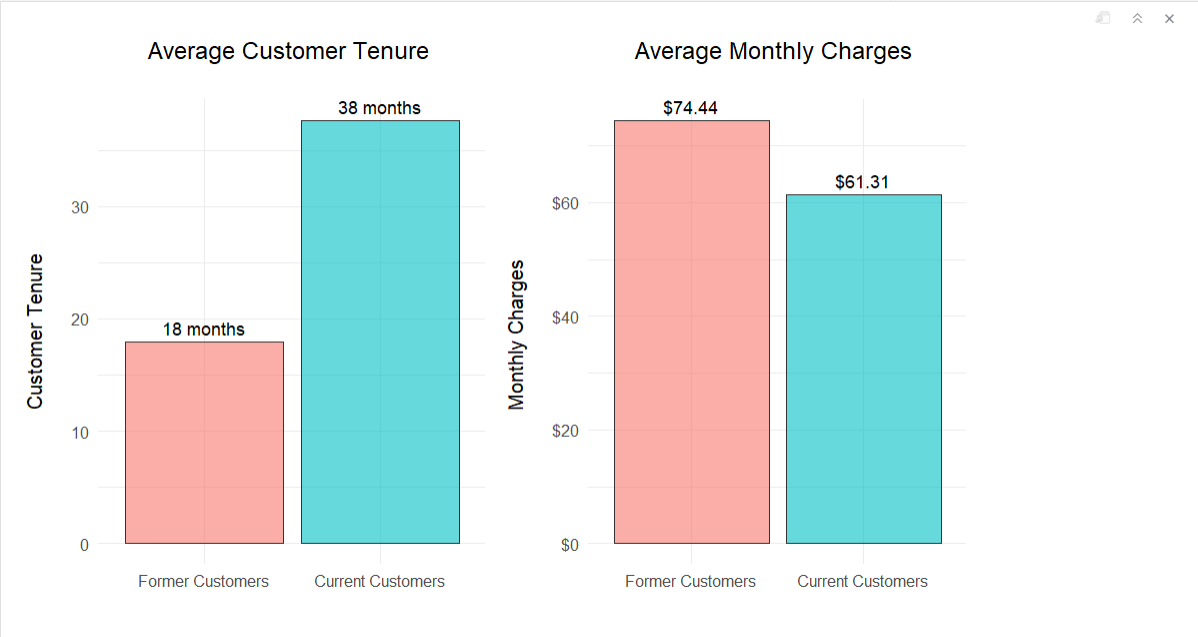 Average Customer Tenure
38 months
18 months
30
20
10
0
Customer Tenure
Former Customers
Current Customers
Average Monthly Charges
$74.44
$61.31
$60
$40
$20
$0
Monthly Charges
Former Customers
Current Customers